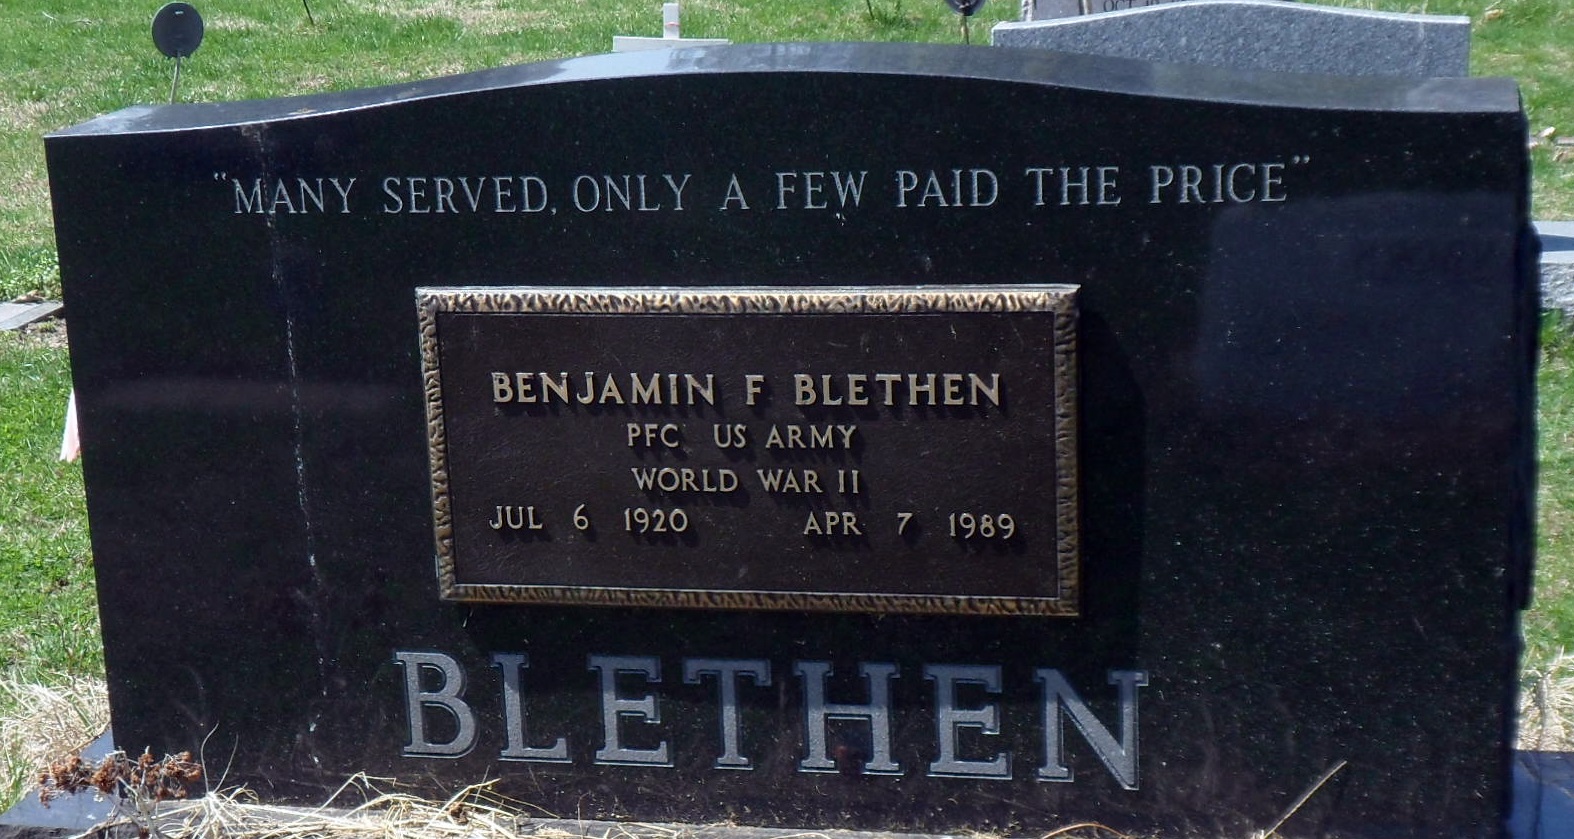 OCT
"MANY SERVED, ONLY A FEW PAID THE PRICE"
BENJAMIN F BLETHEN
PFC US ARMY
WORLD WAR II
JUL 6 1920 APR 7 1989
BLETHEN